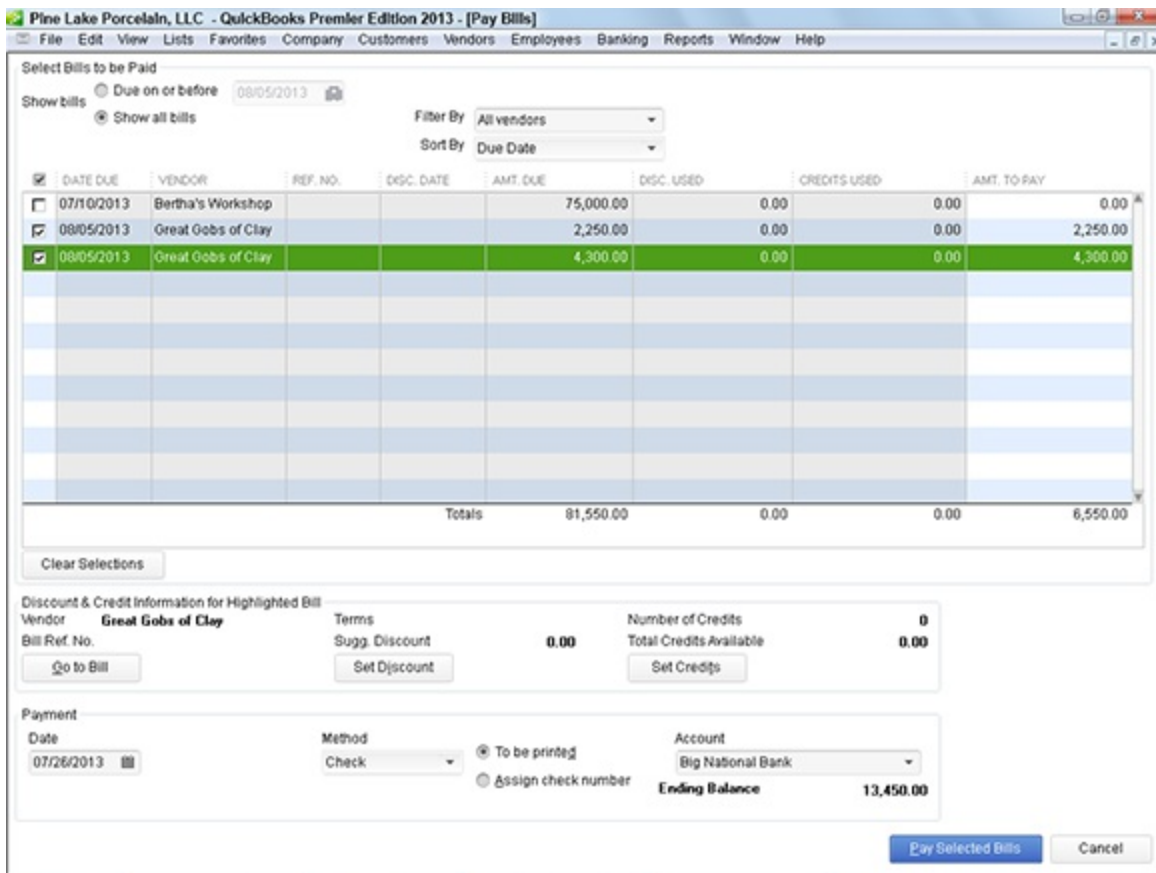 Pine Lake Porcelain, LLC - QuickBooks Premier Edition 2013 - [Pay Bills]
File Edit View Lists Favorites Company Customers Vendors Employees Banking Reports Window Help
Select Bills to be Paid
Show bills
Due on or before 08/05/2013
Show all bills
Filter By All vendors
Sort By Due Date
DATE DUE VENDOR REF. NO. DISC. DATE AMT. DUE DISC. USED CREDITS USED AMT. TO PAY
07/10/2013 Bertha's Workshop 75,000.00 0.00 0.00 0.00
08/05/2013 Great Gobs of Clay 2,250.00 0.00 0.00 2,250.00
08/05/2013 Great Gobs of Clay 4,300.00 0.00 0.00 4,300.00
Totals 81,550.00 0.00 0.00 6,550.00
Clear Selections
Discount & Credit Information for Highlighted Bill
Vendor Great Gobs of Clay Terms Number of Credits 0
Bill Ref. No. Sugg. Discount 0.00 Total Credits Available 0.00
Go to Bill Set Discount Set Credits
Payment
Date Method Account
07/26/2013 Check To be printed Big National Bank
Assign check number Ending Balance 13,450.00
Pay Selected Bills Cancel